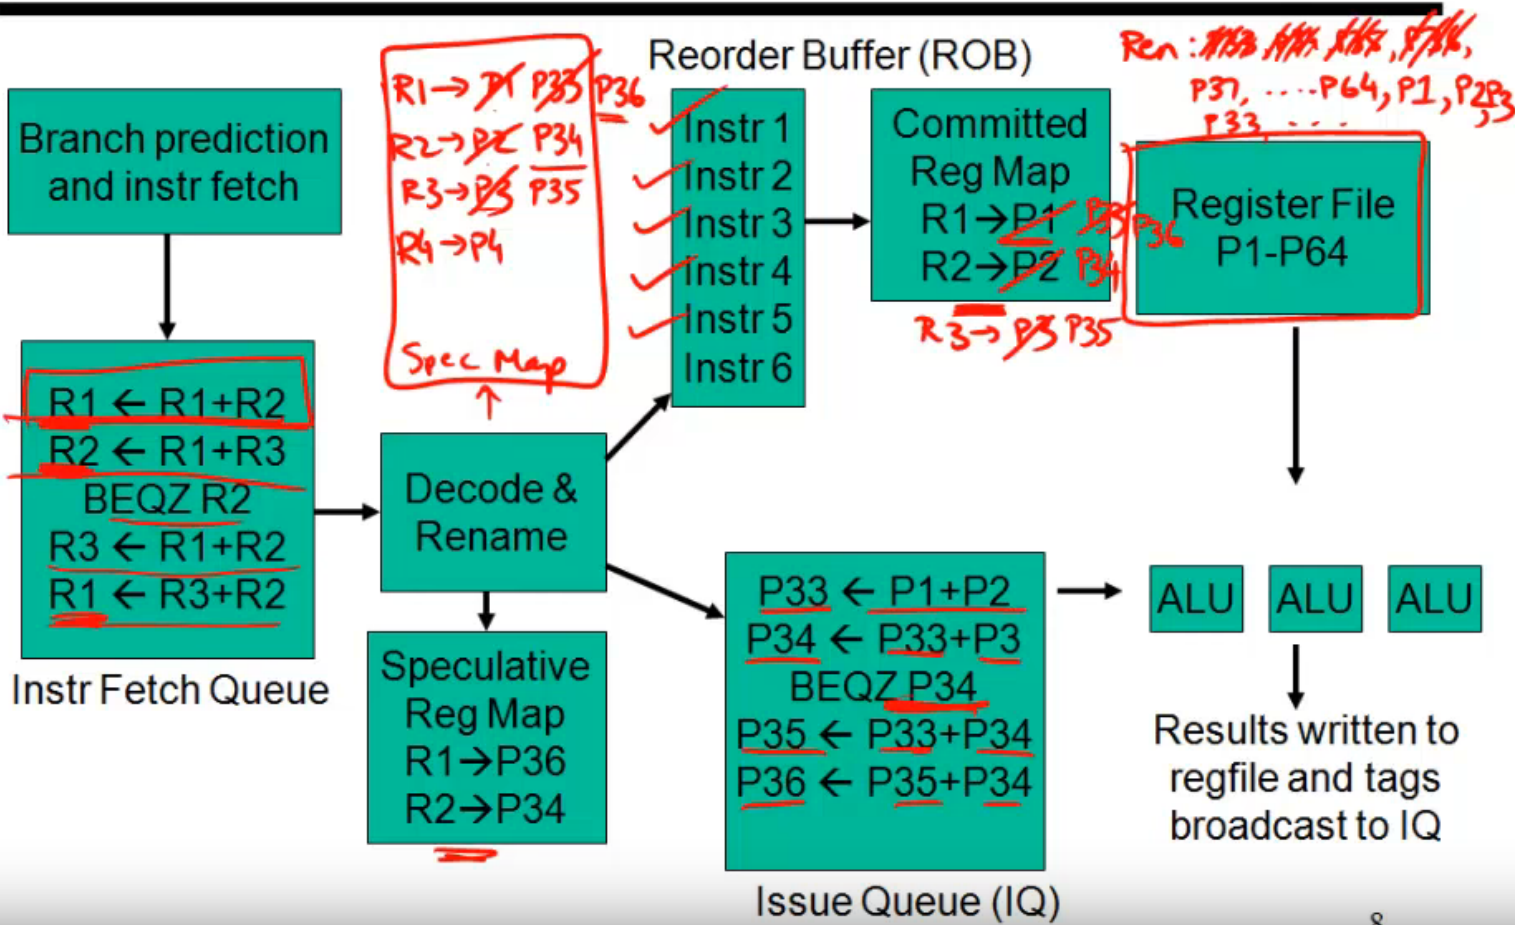 Reorder Buffer (ROB)
Ren :
P37, ..... P64, P1, P2, P3
P33, ...
Branch prediction
and instr fetch
R1 → P1 P33 P36
R2 → P2 P34
R3 → P3 P35
R4 → P4
Spec Map
Instr 1
Instr 2
Instr 3
Instr 4
Instr 5
Instr 6
Committed
Reg Map
R1→P1 P33 P36
R2→P2 P34
R3 → P3 P35
Register File
P1-P64
R1 ← R1+R2
R2 ← R1+R3
BEQZ R2
R3 ← R1+R2
R1 ← R3+R2
Instr Fetch Queue
Decode &
Rename
Speculative
Reg Map
R1→P36
R2→P34
P33 ← P1+P2
P34 ← P33+P3
BEQZ P34
P35 ← P33+P34
P36 ← P35+P34
Issue Queue (IQ)
ALU
ALU
ALU
Results written to
regfile and tags
broadcast to IQ
8